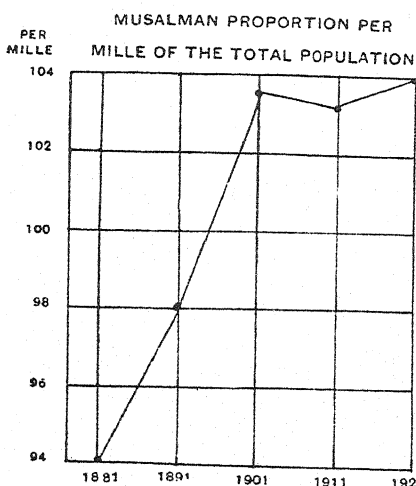 MUSALMAN PROPORTION PER
MILLE OF THE TOTAL POPULATION
PER
MILLE
104
102
100
98
96
94
1881 1891 1901 1911 192